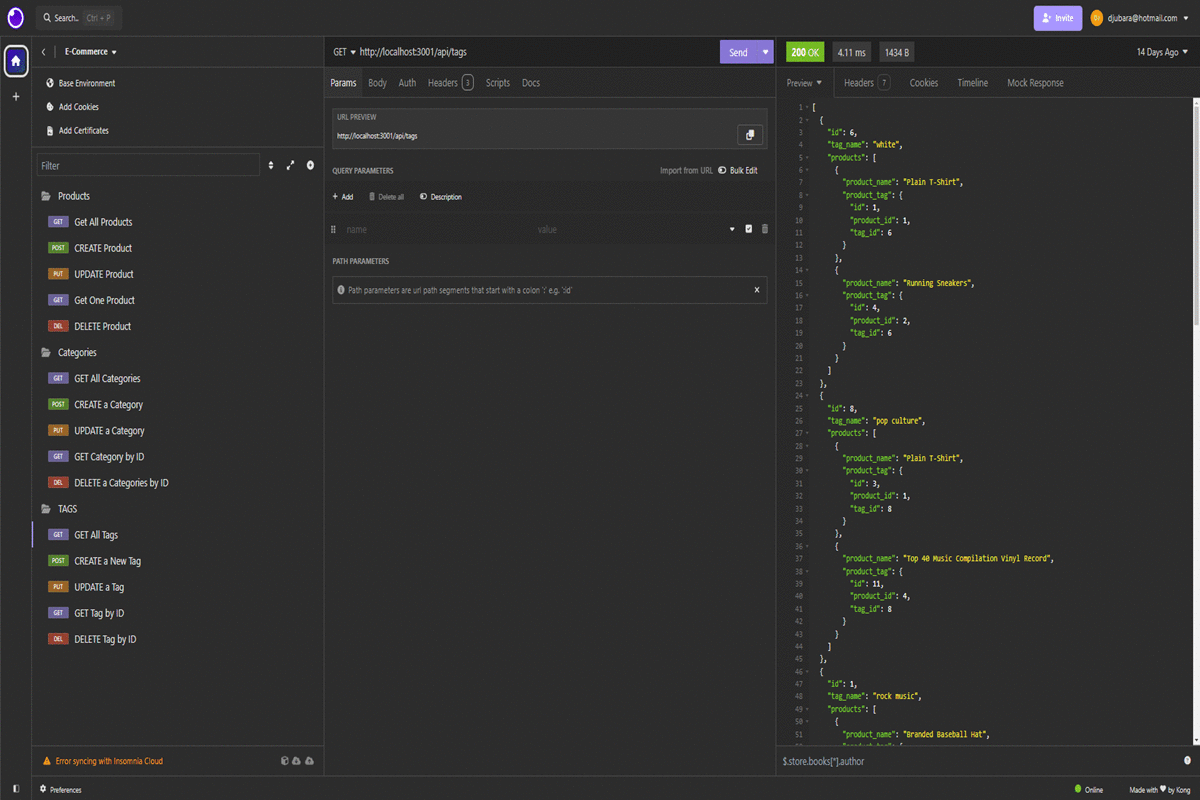 Search.. Ctrl + P
Invite
djubara@hotmail.com
E-Commerce
Base Environment
Add Cookies
Add Certificates
Filter
Products
GET Get All Products
POST CREATE Product
PUT UPDATE Product
GET Get One Product
DEL DELETE Product
Categories
GET GET All Categories
POST CREATE a Category
PUT UPDATE a Category
GET GET Category by ID
DEL DELETE a Categories by ID
TAGS
GET GET All Tags
POST CREATE a New Tag
PUT UPDATE a Tag
GET GET Tag by ID
DEL DELETE Tag by ID
Error syncing with Insomnia Cloud
Preferences
GET http://localhost:3001/api/tags
Send
Params Body Auth Headers 3 Scripts Docs
URL PREVIEW
http://localhost:3001/api/tags
QUERY PARAMETERS Import from URL Bulk Edit
+ Add Delete all Description
name value
PATH PARAMETERS
Path parameters are url path segments that start with a colon ':' e.g. ':id'
200 OK 4.11 ms 1434 B 14 Days Ago
Preview Headers 7 Cookies Timeline Mock Response
1 [
2 {
3 "id": 6,
4 "tag_name": "white",
5 "products": [
6 {
7 "product_name": "Plain T-Shirt",
8 "product_tag": {
9 "id": 1,
10 "product_id": 1,
11 "tag_id": 6
12 }
13 },
14 {
15 "product_name": "Running Sneakers",
16 "product_tag": {
17 "id": 4,
18 "product_id": 2,
19 "tag_id": 6
20 }
21 }
22 ]
23 },
24 {
25 "id": 8,
26 "tag_name": "pop culture",
27 "products": [
28 {
29 "product_name": "Plain T-Shirt",
30 "product_tag": {
31 "id": 3,
32 "product_id": 1,
33 "tag_id": 8
34 }
35 },
36 {
37 "product_name": "Top 40 Music Compilation Vinyl Record",
38 "product_tag": {
39 "id": 11,
40 "product_id": 4,
41 "tag_id": 8
42 }
43 }
44 ]
45 },
46 {
47 "id": 1,
48 "tag_name": "rock music",
49 "products": [
50 {
51 "product_name": "Branded Baseball Hat",
$.store.books[*].author
Online
Made with ♥ by Kong